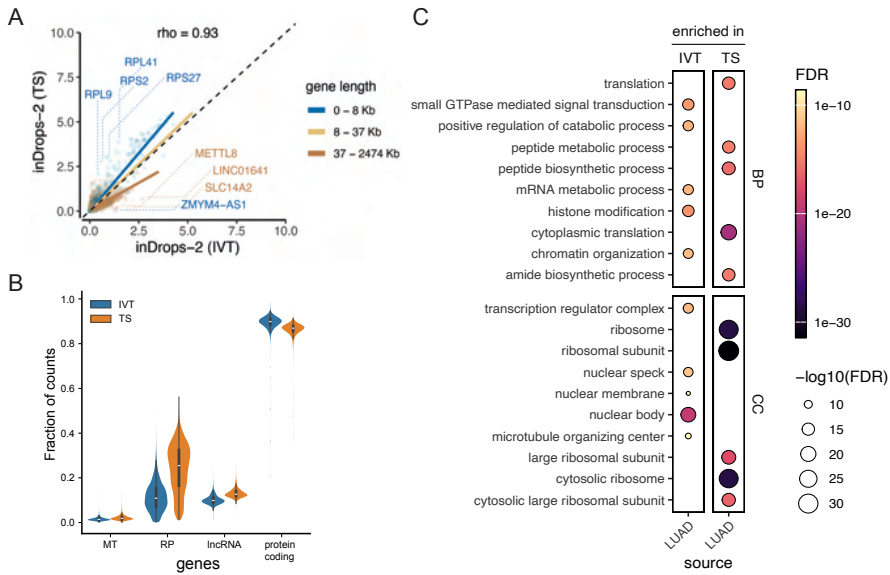 A
rho = 0.93
inDrops-2 (TS)
10.0
7.5
5.0
2.5
0.0
RPL41
RPS2
RPS27
RPL9
METTL8
LINC01641
SLC14A2
ZMYM4-AS1
0.0 2.5 5.0 7.5 10.0
inDrops-2 (IVT)
gene length
0 – 8 Kb
8 – 37 Kb
37 – 2474 Kb
B
IVT
TS
Fraction of counts
1.0
0.8
0.6
0.4
0.2
0.0
MT RP lncRNA protein
coding
genes
C
enriched in
IVT TS
translation
small GTPase mediated signal transduction
positive regulation of catabolic process
peptide metabolic process
peptide biosynthetic process
mRNA metabolic process
histone modification
cytoplasmic translation
chromatin organization
amide biosynthetic process
BP
transcription regulator complex
ribosome
ribosomal subunit
nuclear speck
nuclear membrane
nuclear body
microtubule organizing center
large ribosomal subunit
cytosolic ribosome
cytosolic large ribosomal subunit
CC
LUAD LUAD
source
FDR
1e−10
1e−20
1e−30
−log10(FDR)
10
15
20
25
30